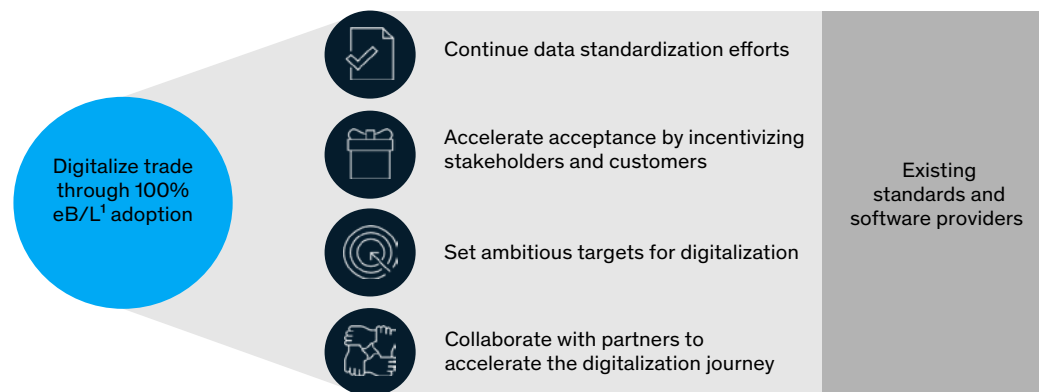 Digitalize trade
through 100%
eB/L¹ adoption
Continue data standardization efforts
Accelerate acceptance by incentivizing
stakeholders and customers
Set ambitious targets for digitalization
Collaborate with partners to
accelerate the digitalization journey
Existing
standards and
software providers